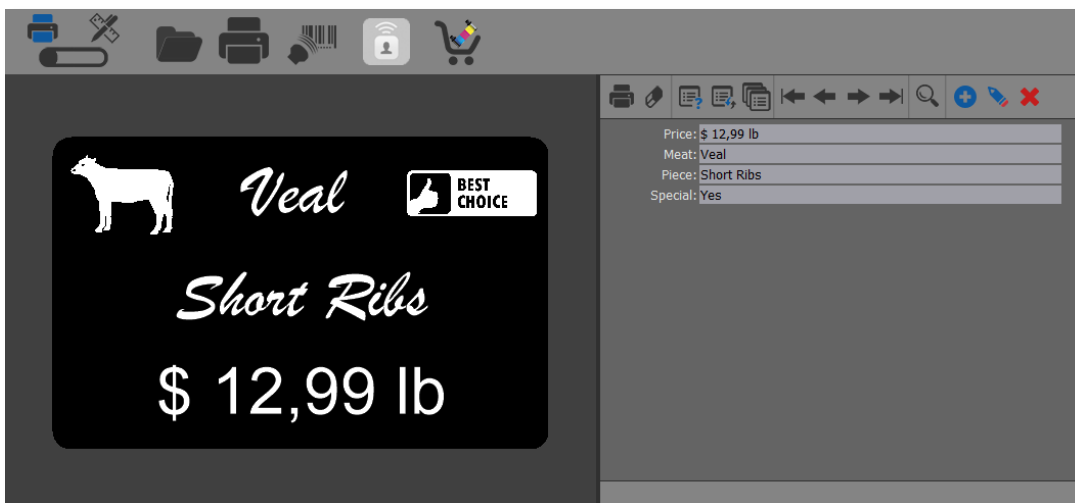 Veal
BEST
CHOICE
Short Ribs
$ 12,99 lb
Price: $ 12,99 lb
Meat: Veal
Piece: Short Ribs
Special: Yes